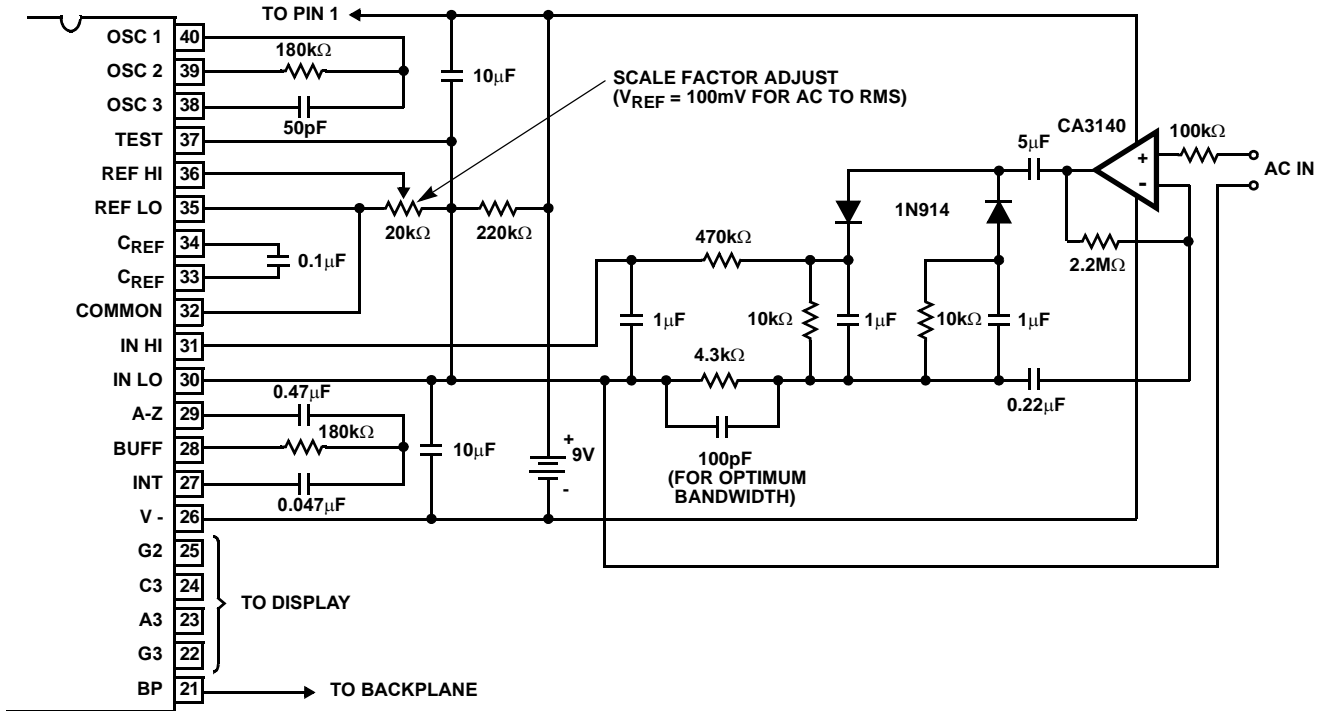 TO PIN 1
OSC 1 40
180kΩ
OSC 2 39
10µF
SCALE FACTOR ADJUST
(VREF = 100mV FOR AC TO RMS)
OSC 3 38
50pF
TEST 37
CA3140
100kΩ
5µF
+
-
AC IN
REF HI 36
REF LO 35
20kΩ
220kΩ
1N914
CREF 34
0.1µF
470kΩ
2.2MΩ
CREF 33
COMMON 32
1µF
10kΩ
1µF
10kΩ
1µF
IN HI 31
4.3kΩ
IN LO 30
0.47µF
0.22µF
A-Z 29
180kΩ
BUFF 28
10µF
+
9V
-
100pF
(FOR OPTIMUM
BANDWIDTH)
INT 27
0.047µF
V - 26
G2 25
C3 24
TO DISPLAY
A3 23
G3 22
BP 21
TO BACKPLANE